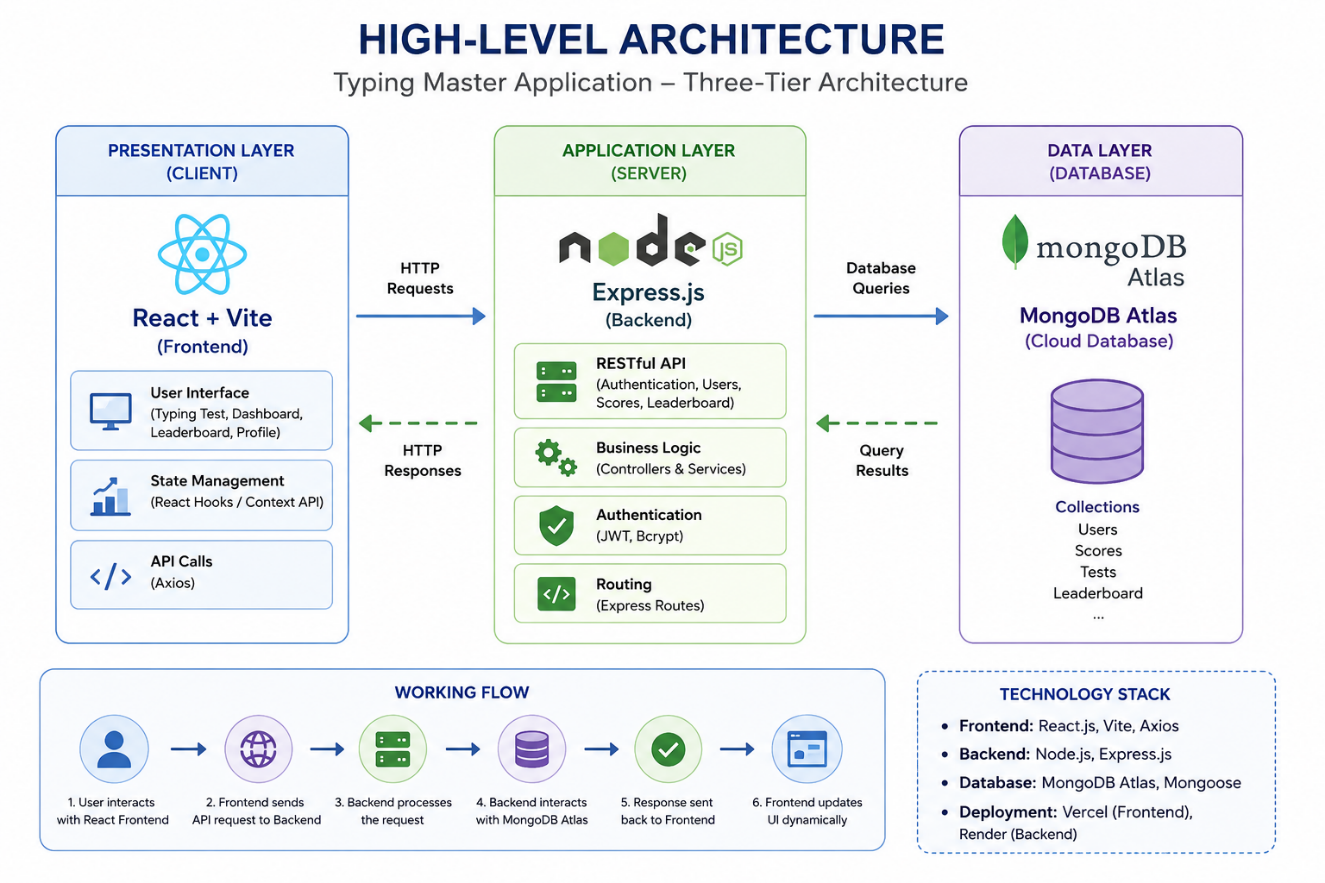 HIGH-LEVEL ARCHITECTURE
Typing Master Application – Three-Tier Architecture
PRESENTATION LAYER
(CLIENT)
React + Vite
(Frontend)
User Interface
(Typing Test, Dashboard,
Leaderboard, Profile)
State Management
(React Hooks / Context API)
</>
API Calls
(Axios)
HTTP
Requests
HTTP
Responses
APPLICATION LAYER
(SERVER)
node
JS
Express.js
(Backend)
RESTful API
(Authentication, Users,
Scores, Leaderboard)
Business Logic
(Controllers & Services)
Authentication
(JWT, Bcrypt)
</>
Routing
(Express Routes)
Database
Queries
Query
Results
DATA LAYER
(DATABASE)
mongoDB
Atlas
MongoDB Atlas
(Cloud Database)
Collections
Users
Scores
Tests
Leaderboard
...
WORKING FLOW
1. User interacts
with React Frontend
2. Frontend sends
API request to Backend
3. Backend processes
the request
4. Backend interacts
with MongoDB Atlas
5. Response sent
back to Frontend
6. Frontend updates
UI dynamically
TECHNOLOGY STACK
• Frontend: React.js, Vite, Axios
• Backend: Node.js, Express.js
• Database: MongoDB Atlas, Mongoose
• Deployment: Vercel (Frontend),
Render (Backend)